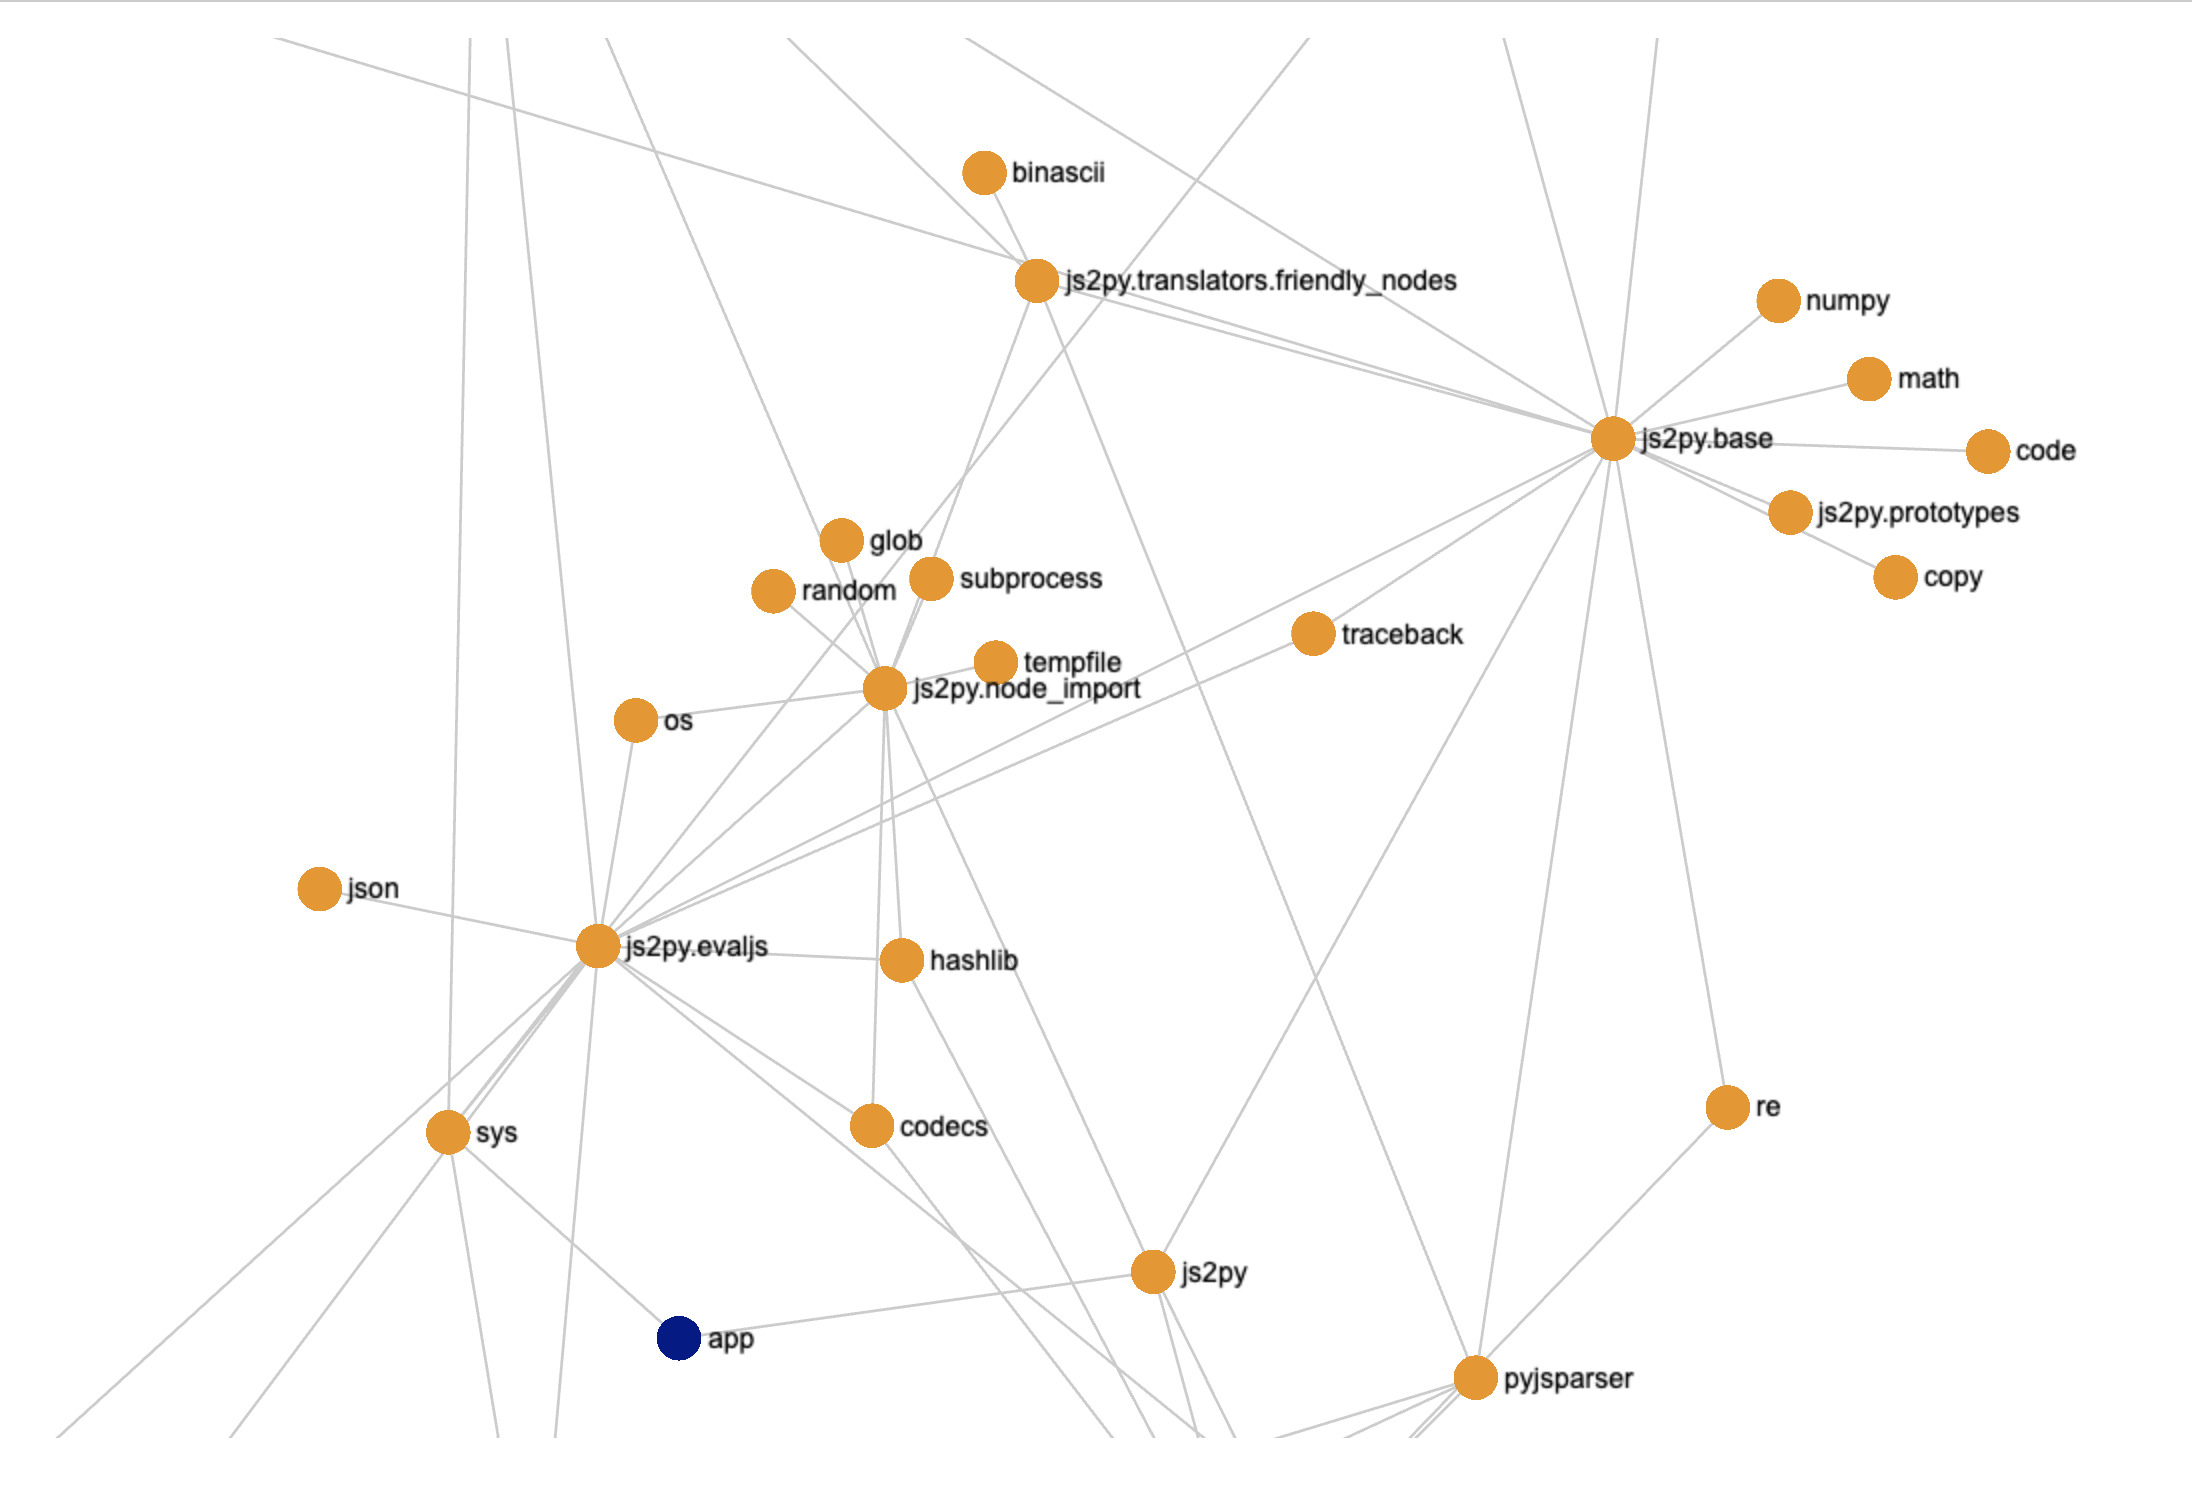 binascii
js2py.translators.friendly_nodes
numpy
math
js2py.base
code
js2py.prototypes
glob
subprocess
copy
random
traceback
tempfile
js2py.node_import
os
json
js2py.evaljs
hashlib
re
codecs
sys
js2py
app
pyjsparser